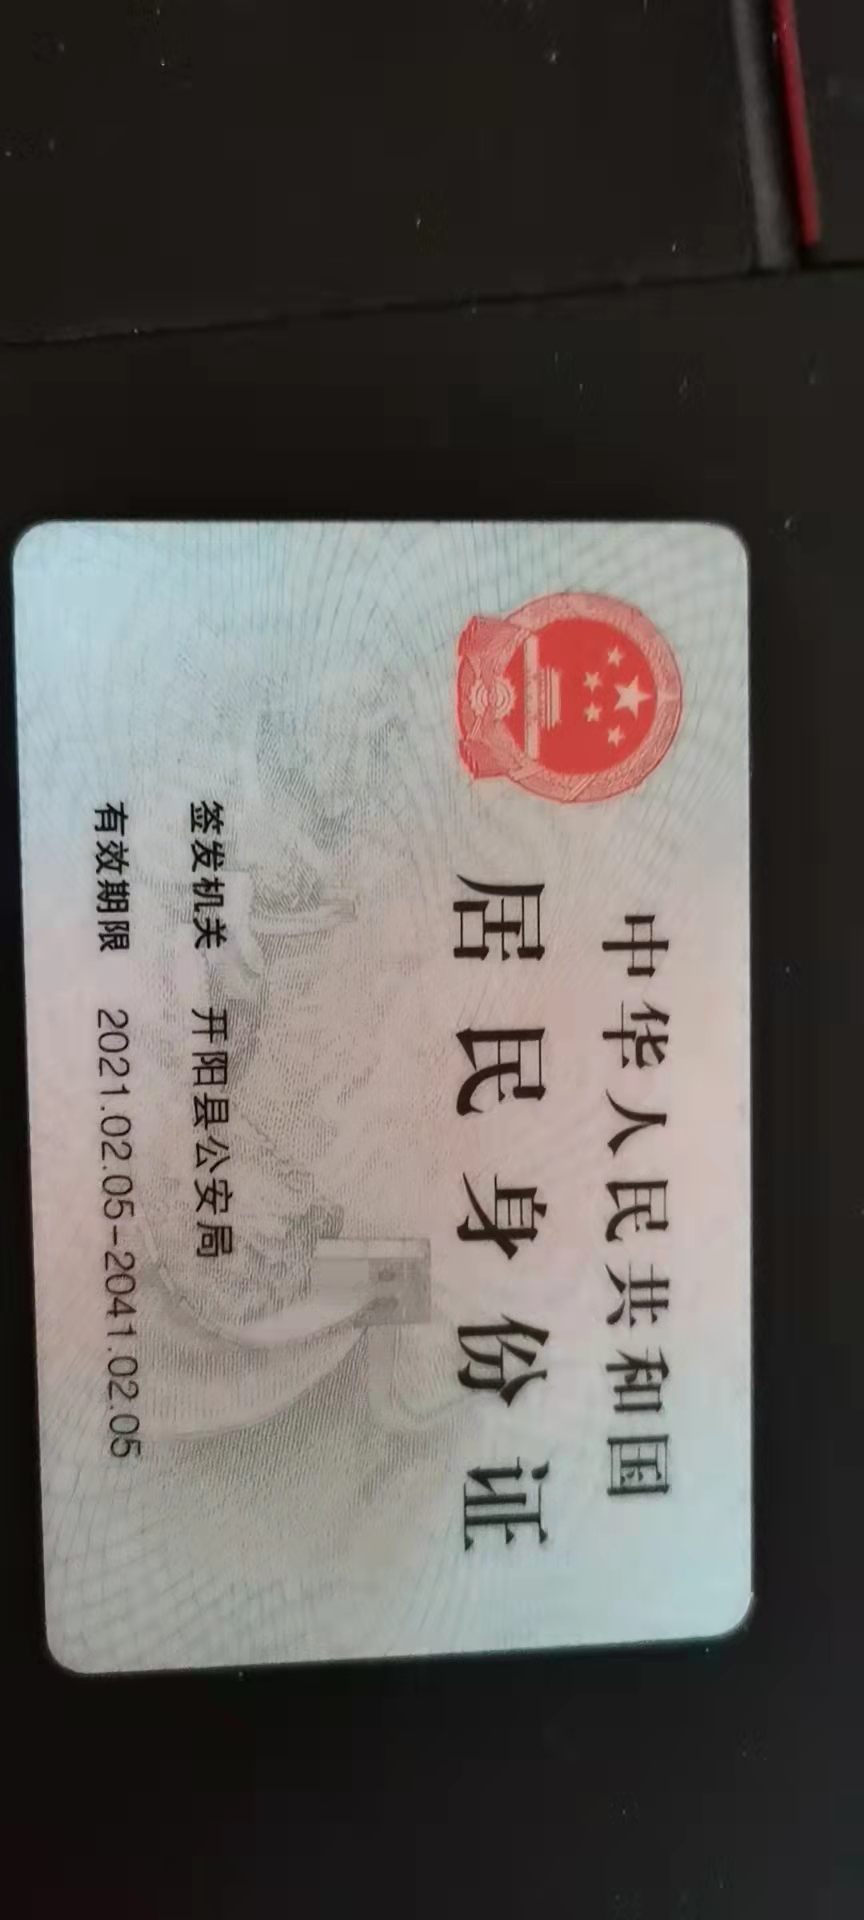 中华人民共和国
居民身份证
签发机关 开阳县公安局
有效期限 2021.02.05-2041.02.05